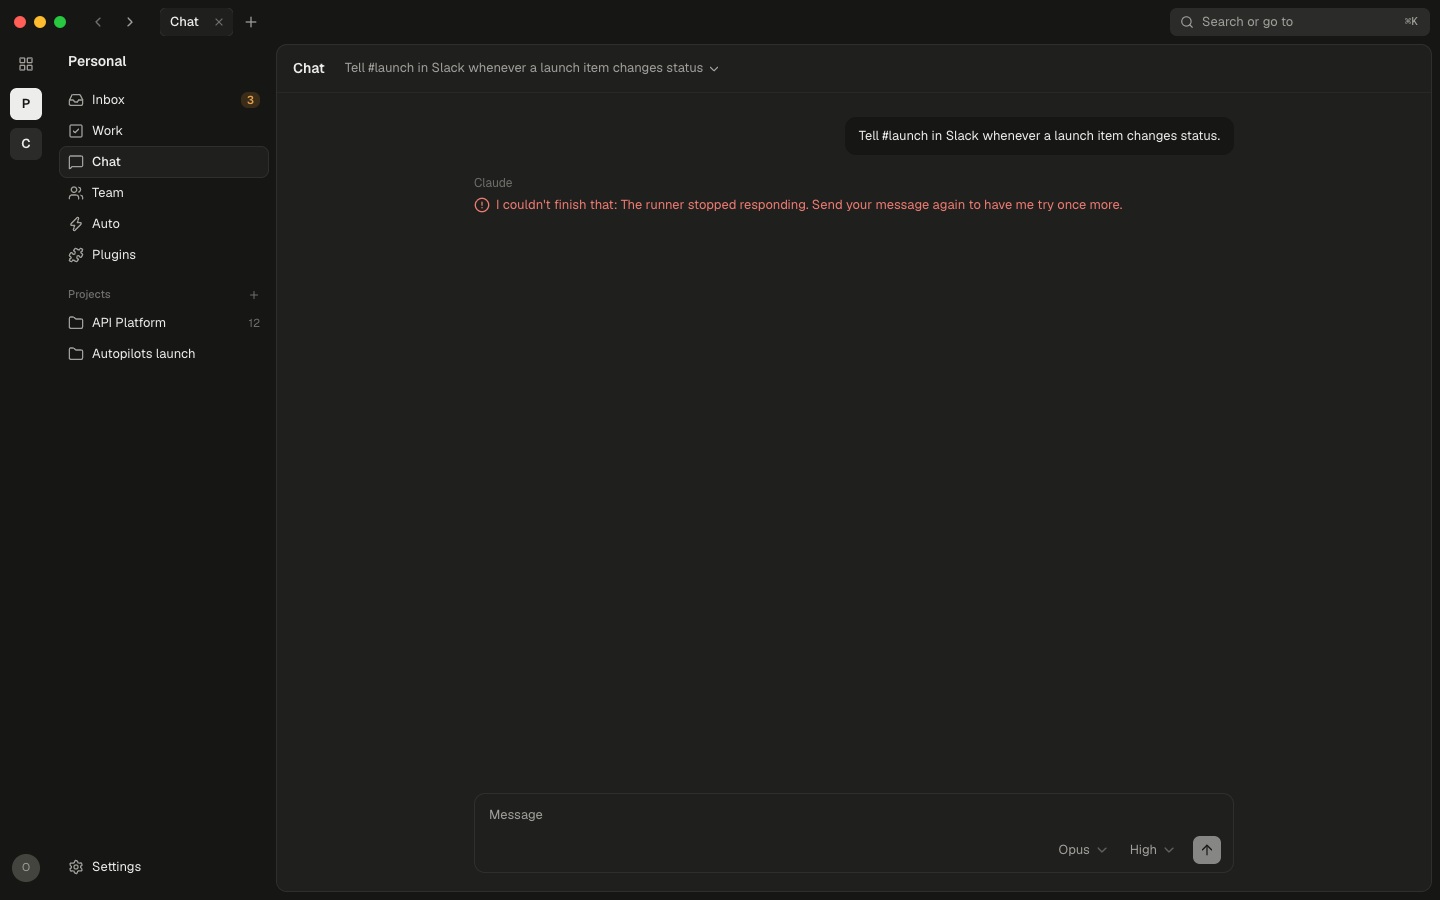 Chat
Search or go to ⌘K
Personal
P
C
Inbox 3
Work
Chat
Team
Auto
Plugins
Projects
API Platform 12
Autopilots launch
O
Settings
Chat
Tell #launch in Slack whenever a launch item changes status
Tell #launch in Slack whenever a launch item changes status.
Claude
I couldn't finish that: The runner stopped responding. Send your message again to have me try once more.
Message
Opus
High